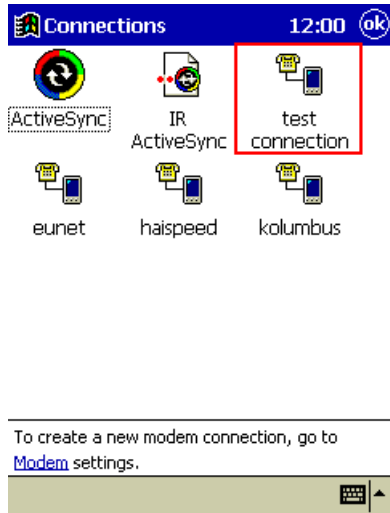 Connections 12:00 ok
ActiveSync IR ActiveSync test connection
eunet haispeed kolumbus
To create a new modem connection, go to
Modem settings.